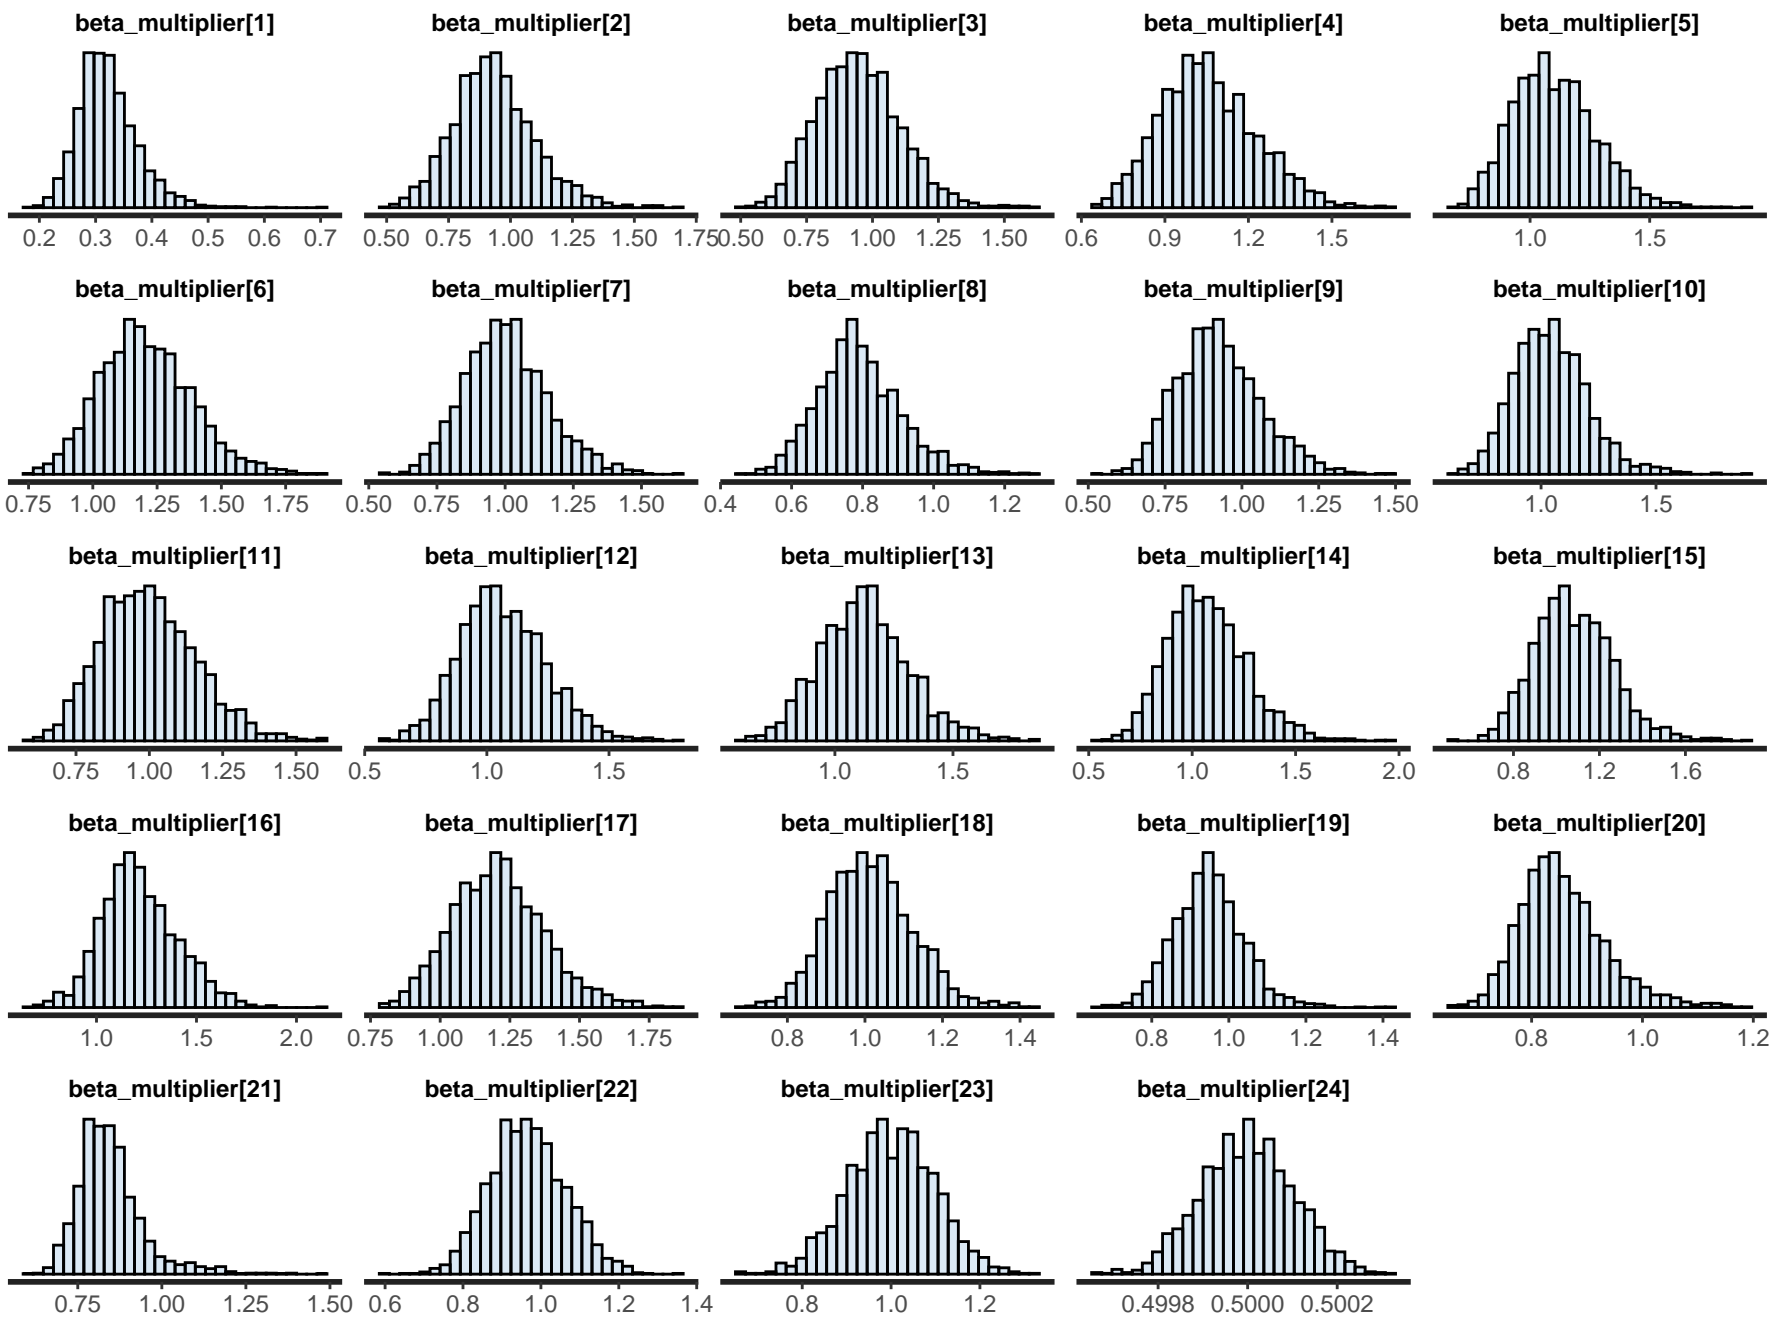 beta_multiplier[1] beta_multiplier[2] beta_multiplier[3] beta_multiplier[4] beta_multiplier[5]
0.2 0.3 0.4 0.5 0.6 0.7 0.50 0.75 1.00 1.25 1.50 1.75 0.50 0.75 1.00 1.25 1.50 0.6 0.9 1.2 1.5 1.0 1.5
beta_multiplier[6] beta_multiplier[7] beta_multiplier[8] beta_multiplier[9] beta_multiplier[10]
0.75 1.00 1.25 1.50 1.75 0.50 0.75 1.00 1.25 1.50 0.4 0.6 0.8 1.0 1.2 0.50 0.75 1.00 1.25 1.50 1.0 1.5
beta_multiplier[11] beta_multiplier[12] beta_multiplier[13] beta_multiplier[14] beta_multiplier[15]
0.75 1.00 1.25 1.50 0.5 1.0 1.5 1.0 1.5 0.5 1.0 1.5 2.0 0.8 1.2 1.6
beta_multiplier[16] beta_multiplier[17] beta_multiplier[18] beta_multiplier[19] beta_multiplier[20]
1.0 1.5 2.0 0.75 1.00 1.25 1.50 1.75 0.8 1.0 1.2 1.4 0.8 1.0 1.2 1.4 0.8 1.0 1.2
beta_multiplier[21] beta_multiplier[22] beta_multiplier[23] beta_multiplier[24]
0.75 1.00 1.25 1.50 0.6 0.8 1.0 1.2 1.4 0.8 1.0 1.2 0.4998 0.5000 0.5002